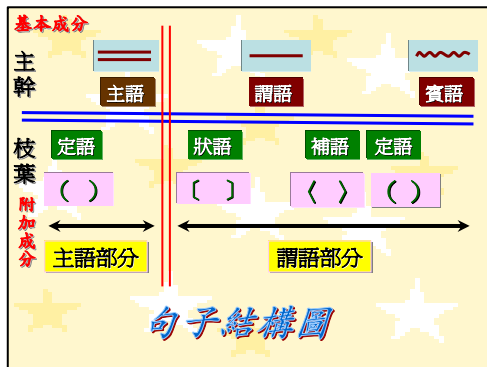 基本成分
主幹
主語
謂語
賓語
枝葉
附加成分
定語
狀語
補語
定語
( )
〔 〕
〈 〉
( )
主語部分
謂語部分
句子結構圖